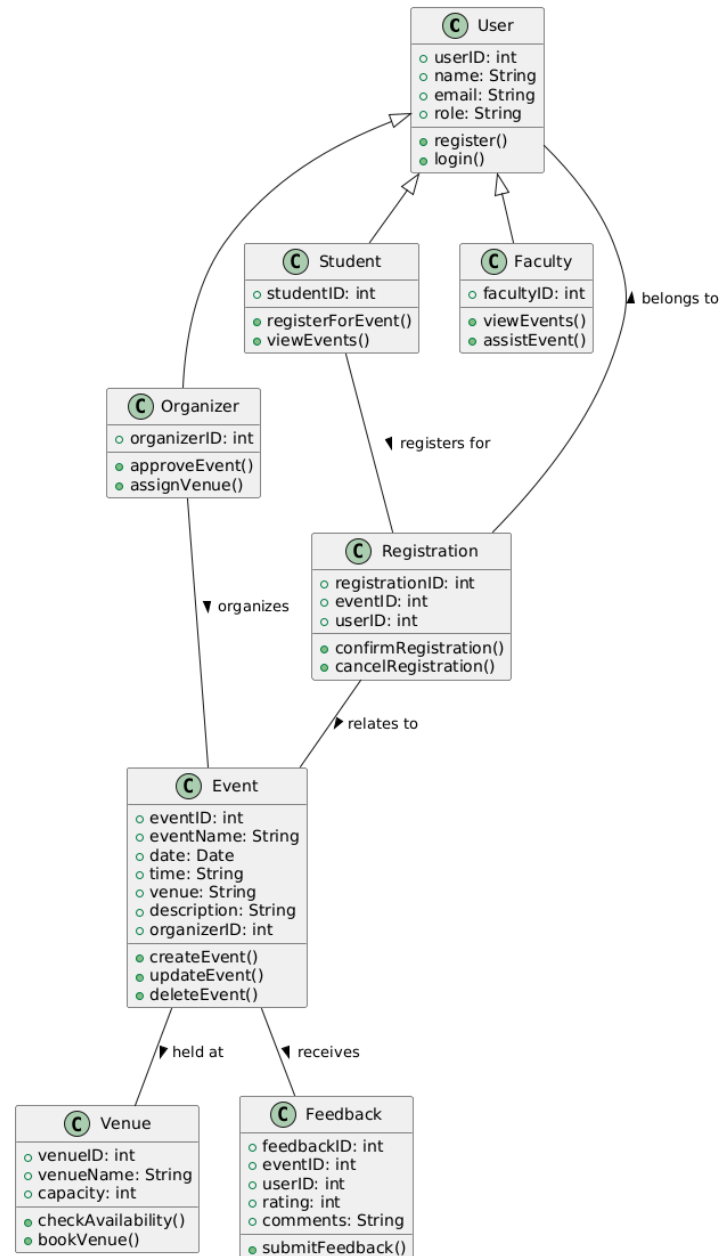 C User
userID: int
name: String
email: String
role: String
register()
login()
C Student
studentID: int
registerForEvent()
viewEvents()
C Faculty
facultyID: int
viewEvents()
assistEvent()
belongs to
C Organizer
organizerID: int
approveEvent()
assignVenue()
registers for
C Registration
registrationID: int
eventID: int
userID: int
confirmRegistration()
cancelRegistration()
organizes
relates to
C Event
eventID: int
eventName: String
date: Date
time: String
venue: String
description: String
organizerID: int
createEvent()
updateEvent()
deleteEvent()
held at
receives
C Venue
venueID: int
venueName: String
capacity: int
checkAvailability()
bookVenue()
C Feedback
feedbackID: int
eventID: int
userID: int
rating: int
comments: String
submitFeedback()